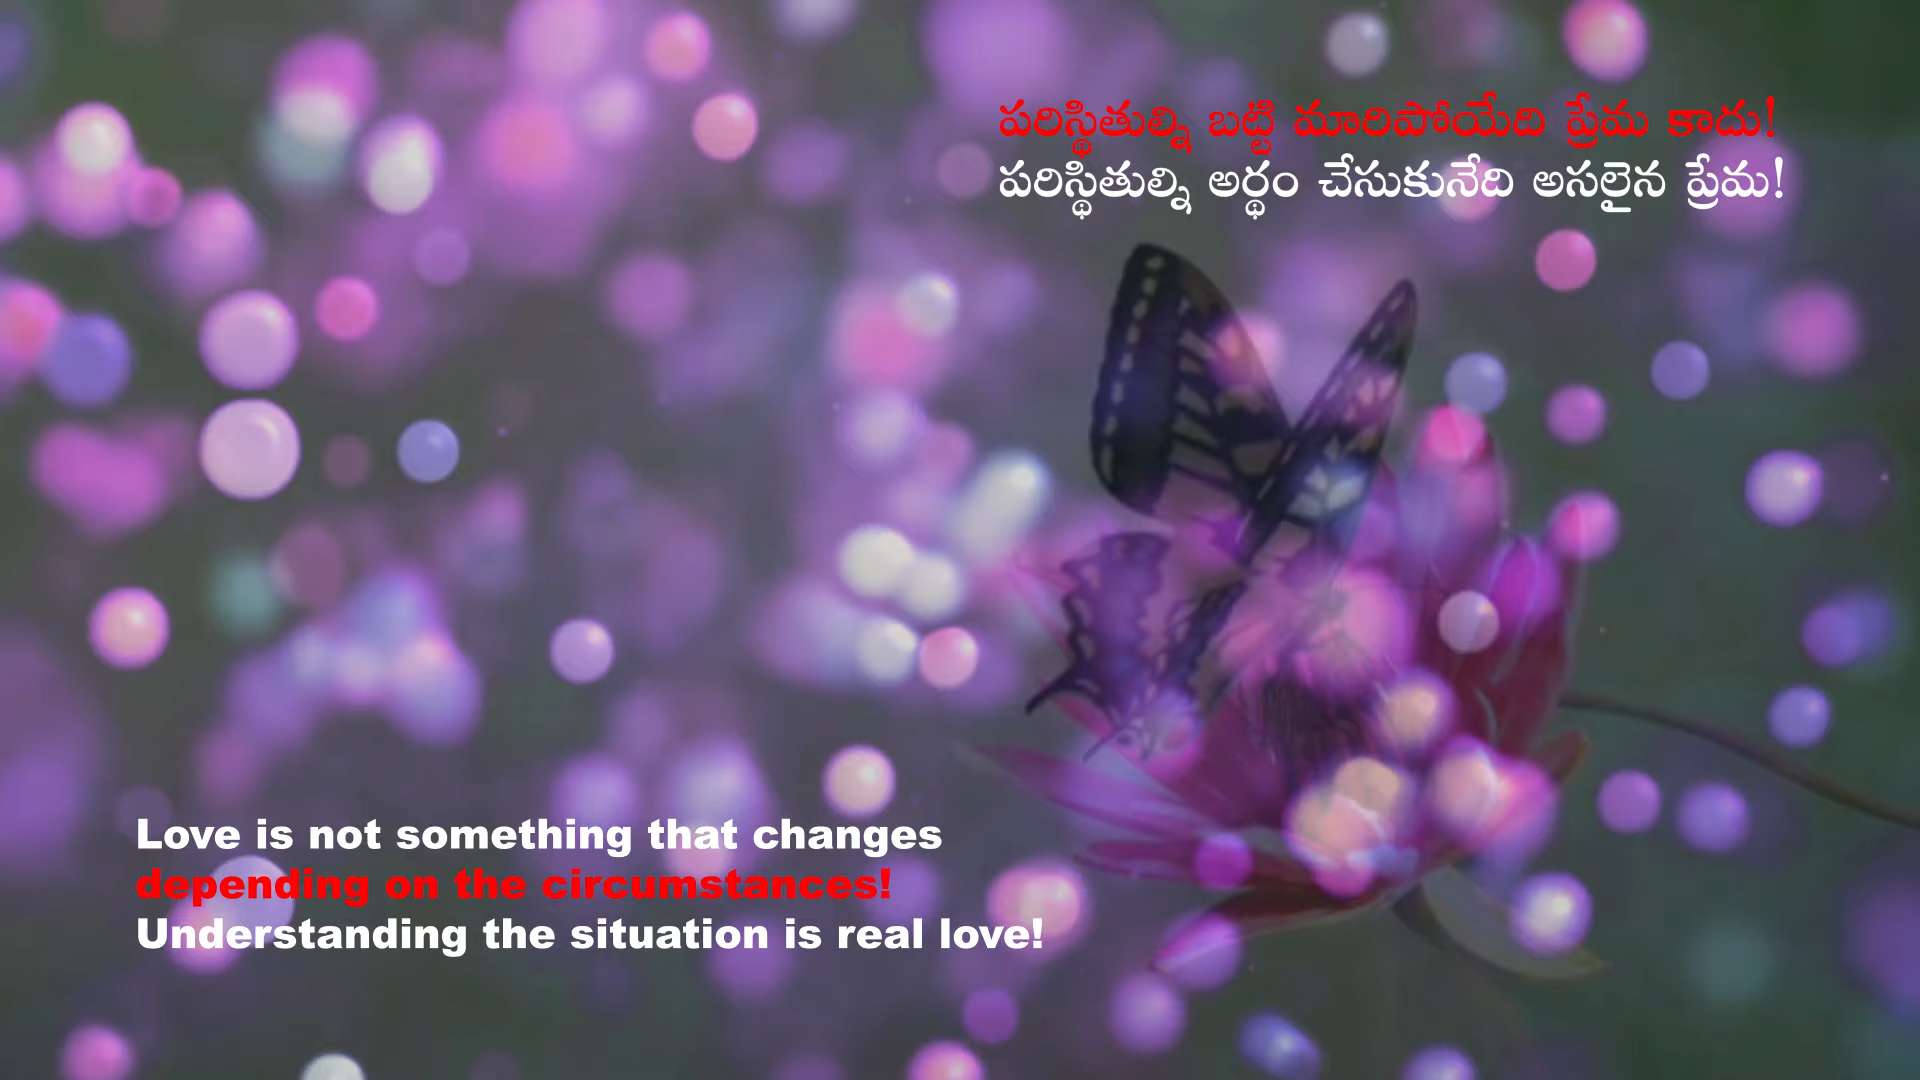 పరిస్థితుల్ని బట్టి మారిపోయేది ప్రేమ కాదు!
పరిస్థితుల్ని అర్థం చేసుకునేది అసలైన ప్రేమ!
Love is not something that changes
depending on the circumstances!
Understanding the situation is real love!